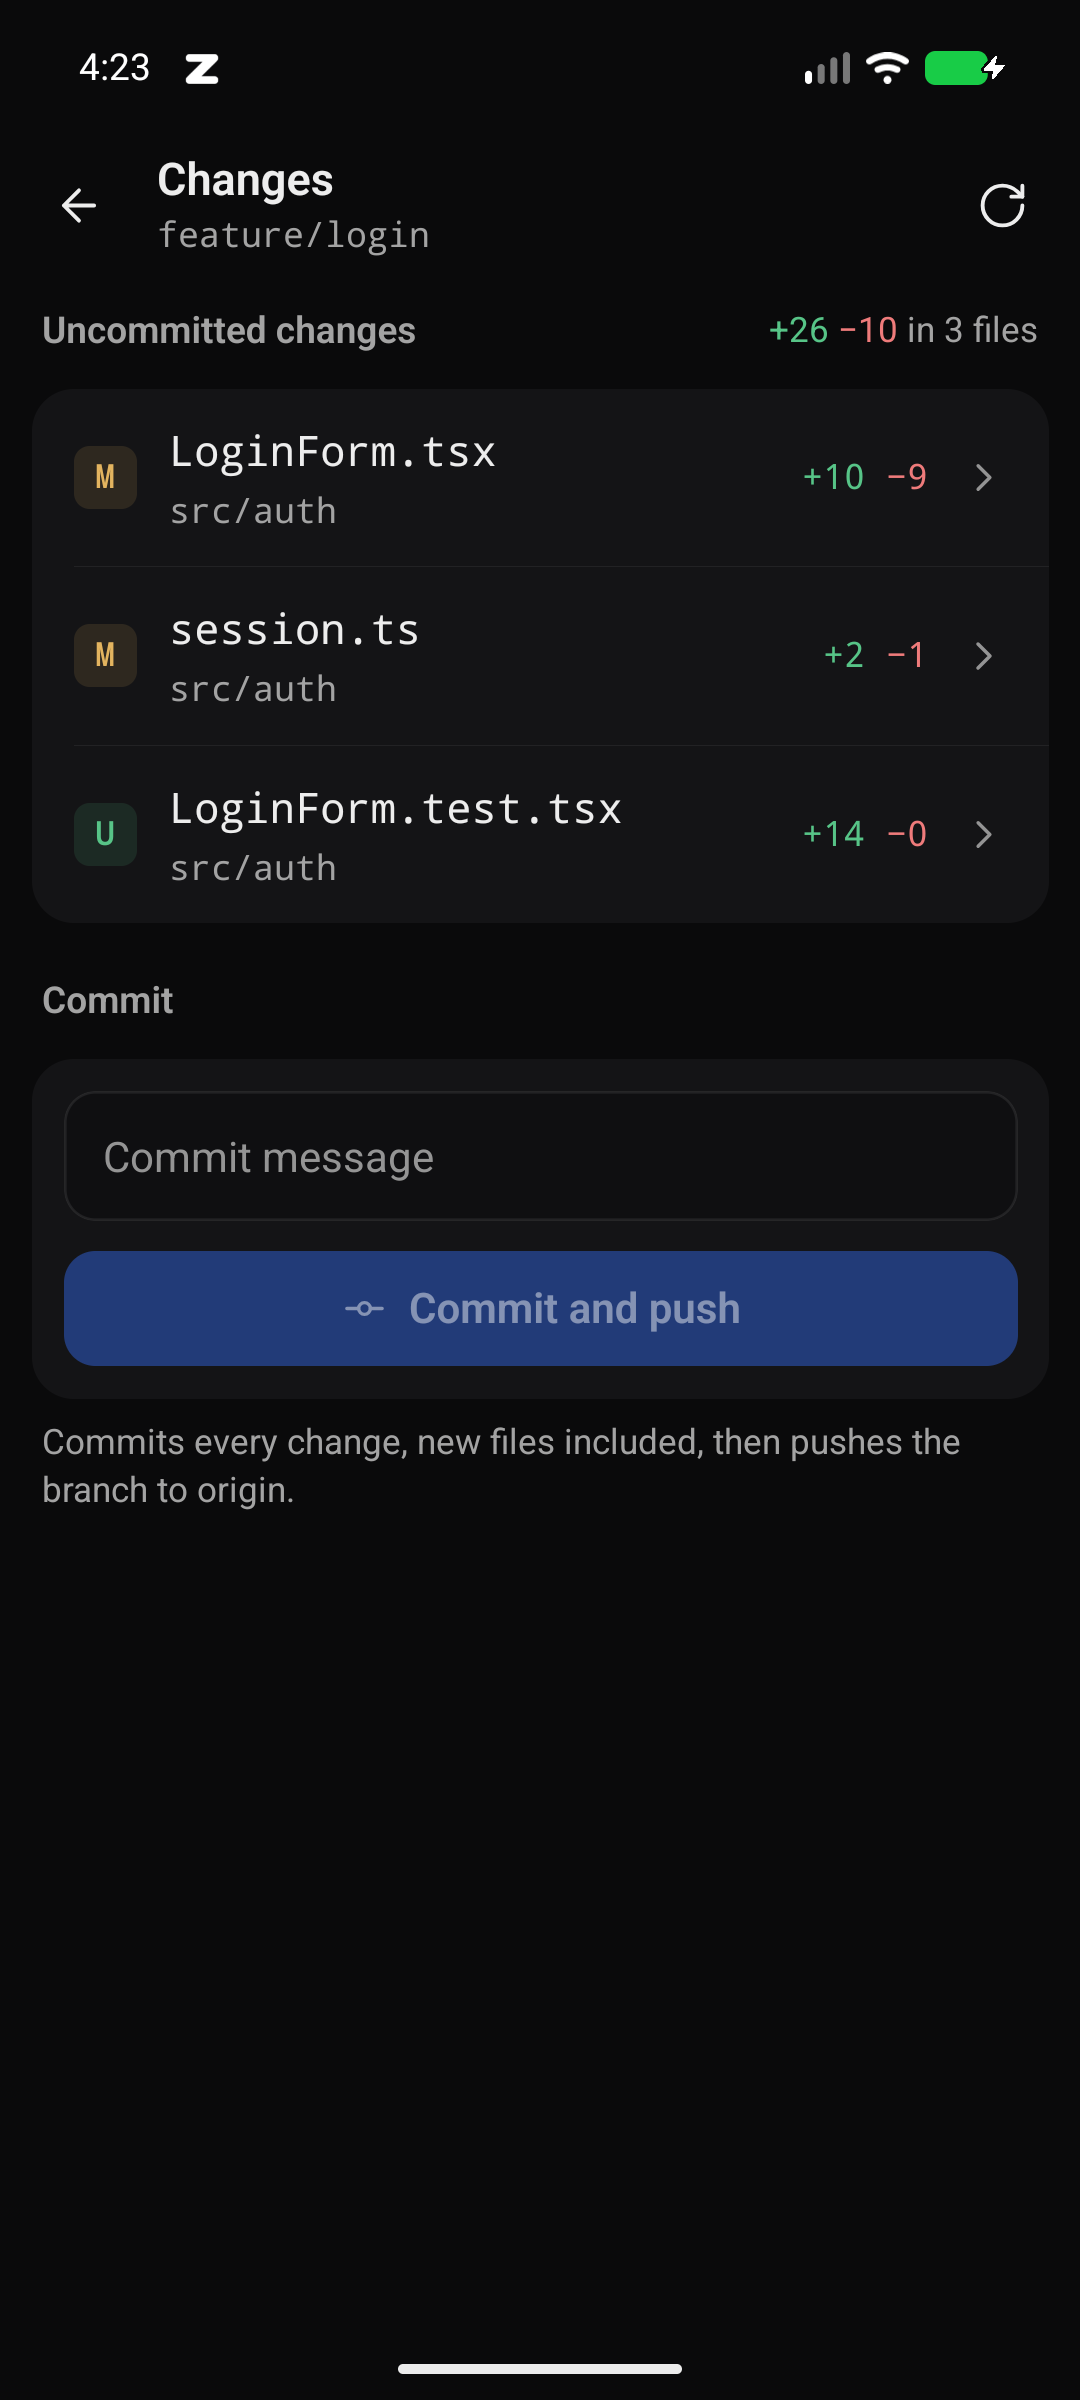 4:23
Changes
feature/login
Uncommitted changes +26 −10 in 3 files
M LoginForm.tsx +10 −9
src/auth
M session.ts +2 −1
src/auth
U LoginForm.test.tsx +14 −0
src/auth
Commit
Commit message
Commit and push
Commits every change, new files included, then pushes the
branch to origin.